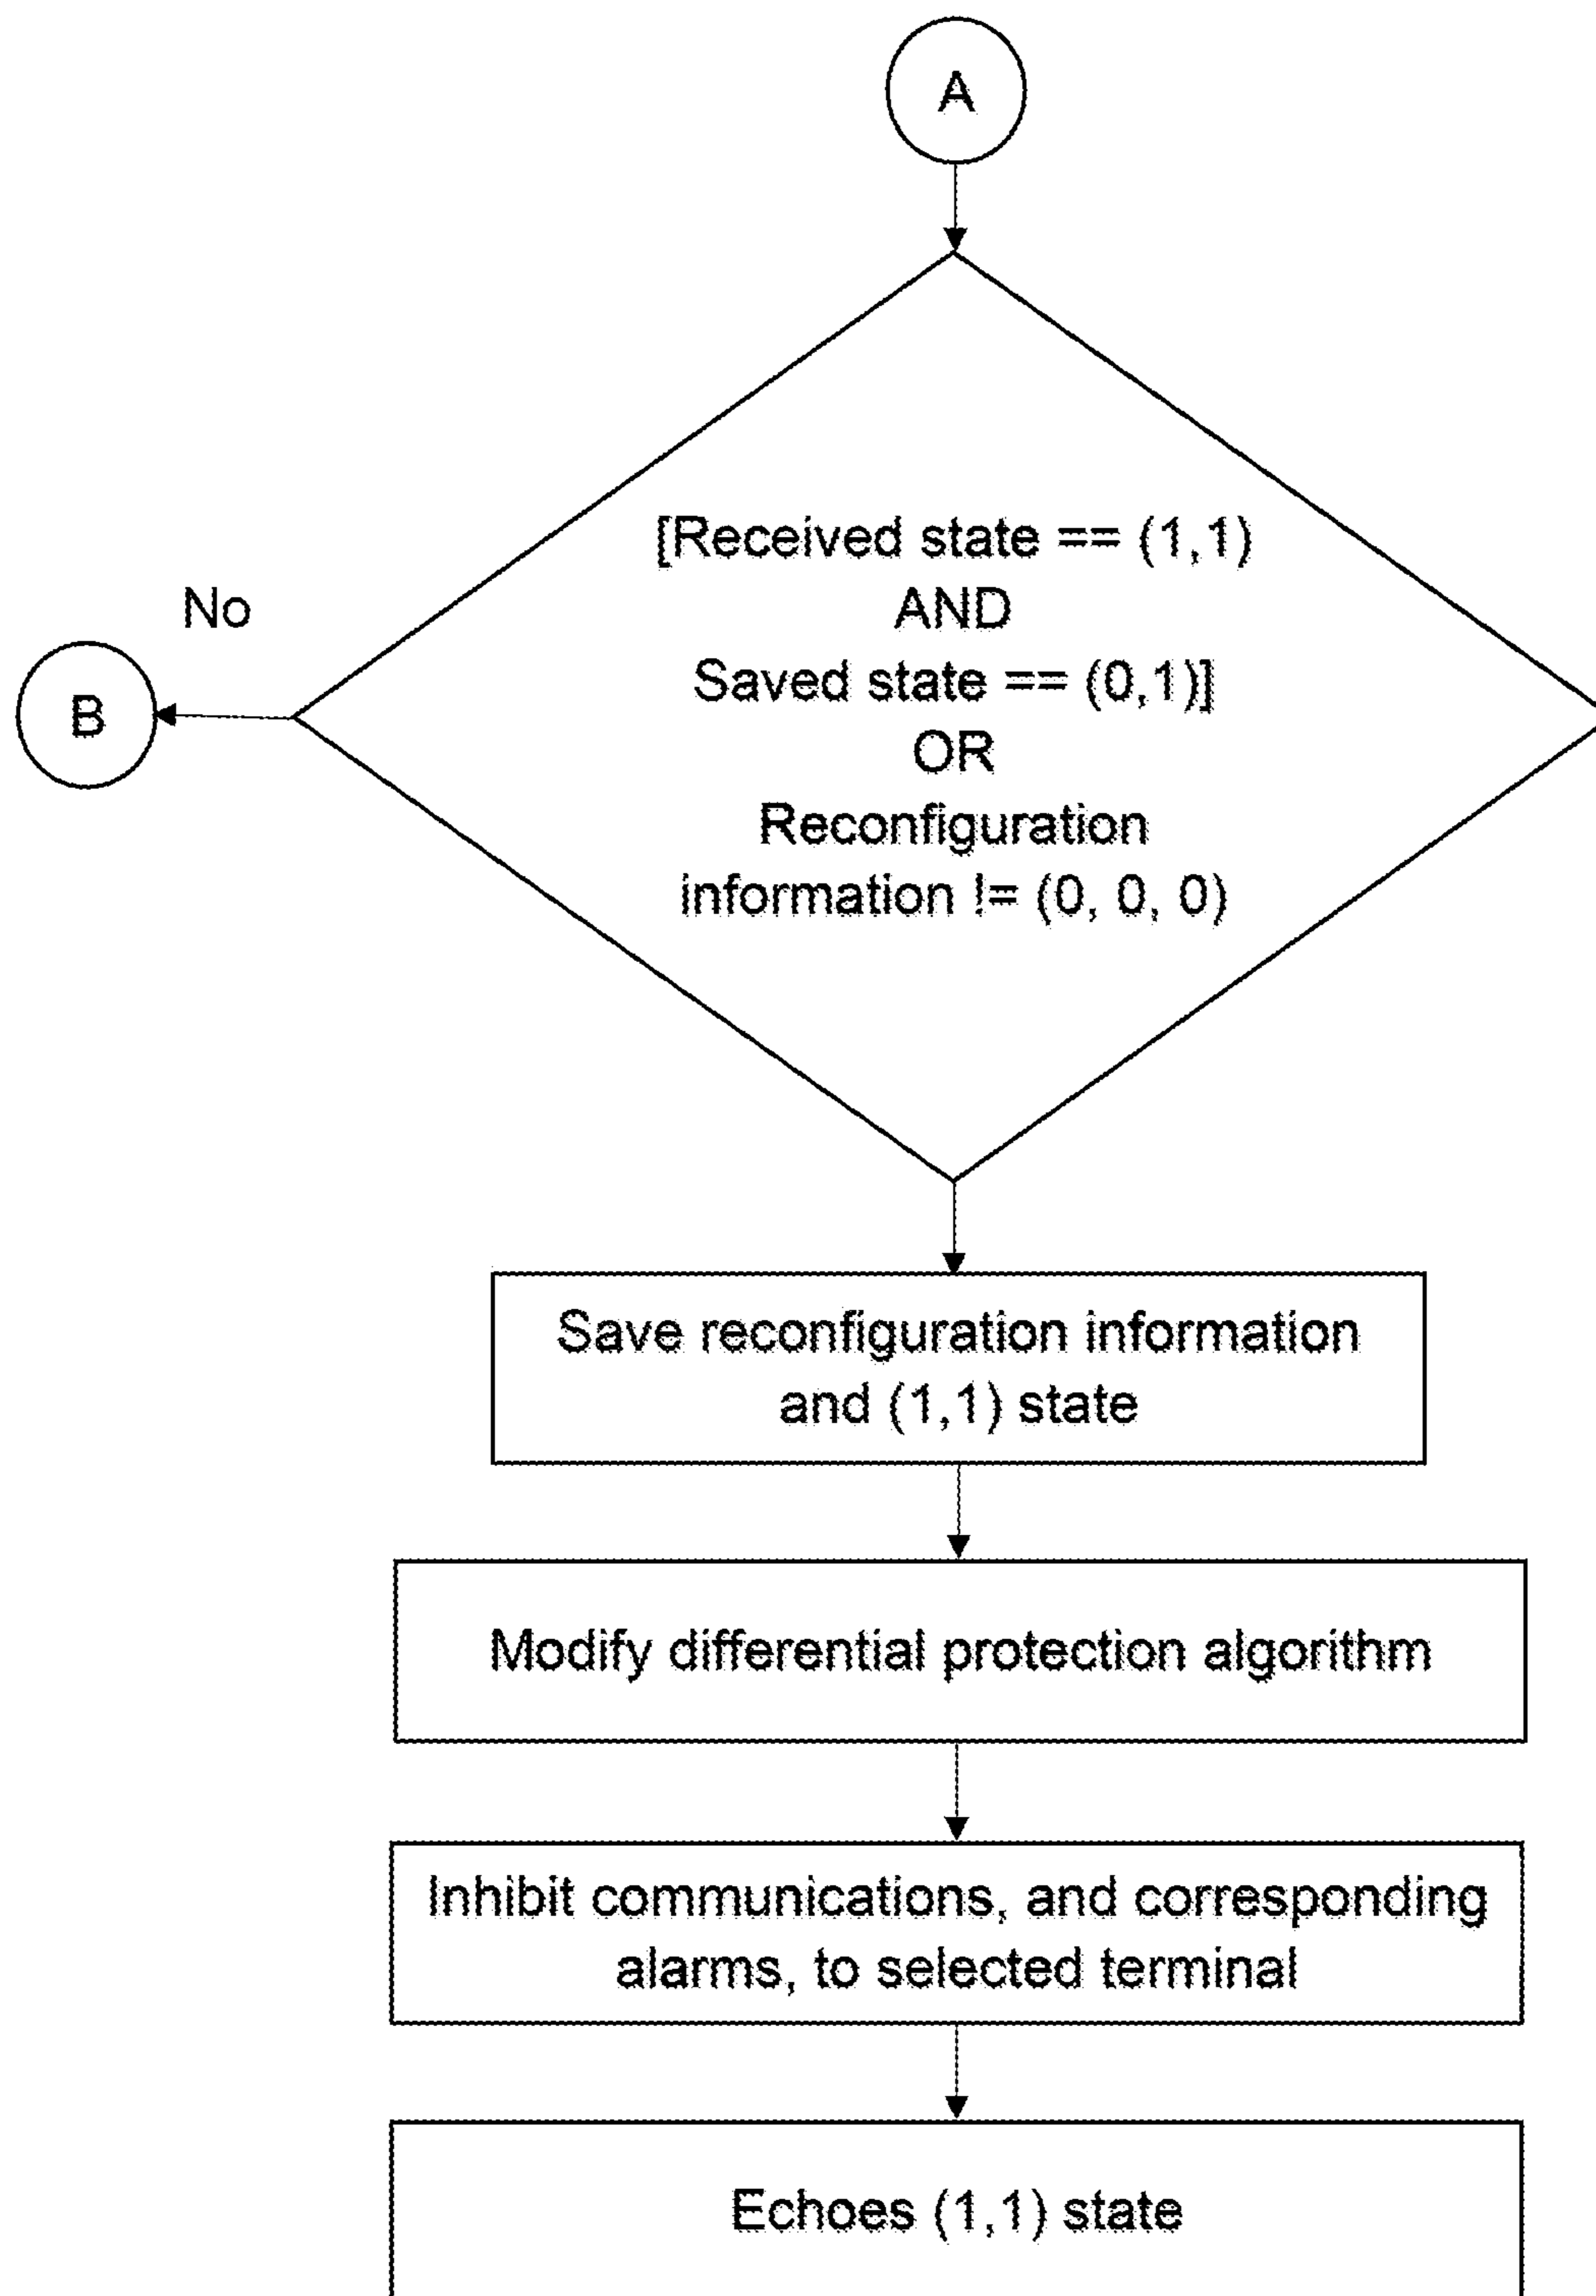 A
[Received state == (1,1)
AND
Saved state == (0,1)]
OR
Reconfiguration
information != (0, 0, 0)
No
B
Save reconfiguration information
and (1,1) state
Modify differential protection algorithm
Inhibit communications, and corresponding
alarms, to selected terminal
Echoes (1,1) state